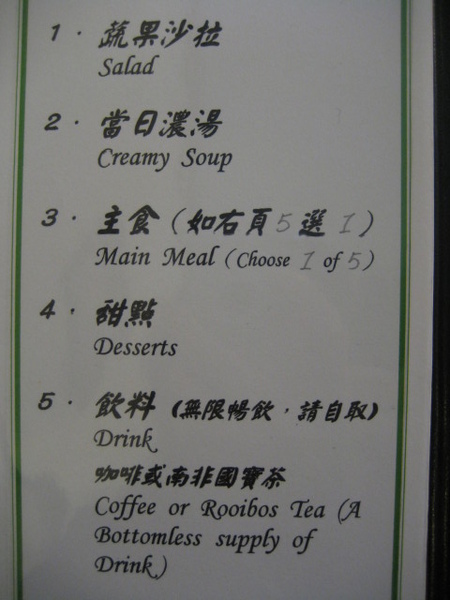 1. 蔬果沙拉
Salad
2. 當日濃湯
Creamy Soup
3. 主食(如右頁5選1)
Main Meal (Choose 1 of 5)
4. 甜點
Desserts
5. 飲料(無限暢飲,請自取)
Drink
咖啡或南非國寶茶
Coffee or Rooibos Tea (A
Bottomless supply of
Drink)